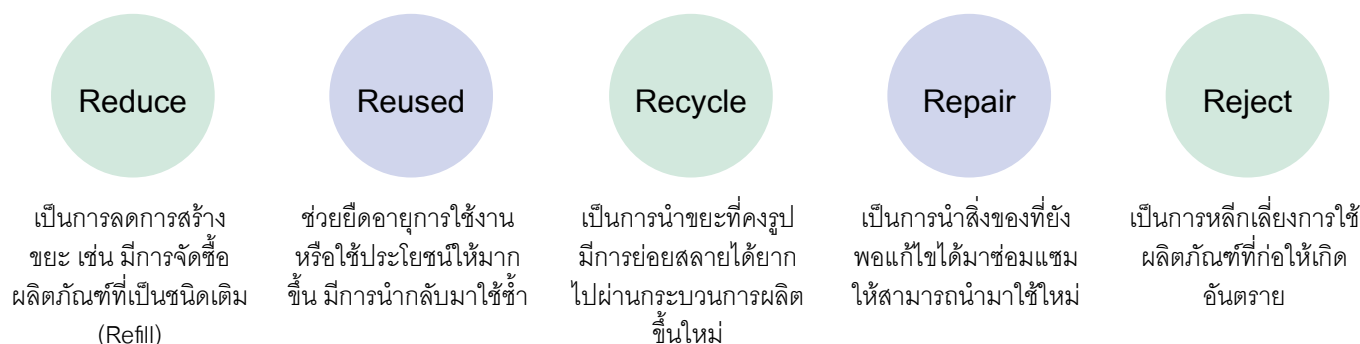 Reduce
เป็นการลดการสร้าง
ขยะ เช่น มีการจัดซื้อ
ผลิตภัณฑ์ที่เป็นชนิดเติม
(Refill)
Reused
ช่วยยืดอายุการใช้งาน
หรือใช้ประโยชน์ให้มาก
ขึ้น มีการนำกลับมาใช้ซ้ำ
Recycle
เป็นการนำขยะที่คงรูป
มีการย่อยสลายได้ยาก
ไปผ่านกระบวนการผลิต
ขึ้นใหม่
Repair
เป็นการนำสิ่งของที่ยัง
พอแก้ไขได้มาซ่อมแซม
ให้สามารถนำมาใช้ใหม่
Reject
เป็นการหลีกเลี่ยงการใช้
ผลิตภัณฑ์ที่ก่อให้เกิด
อันตราย